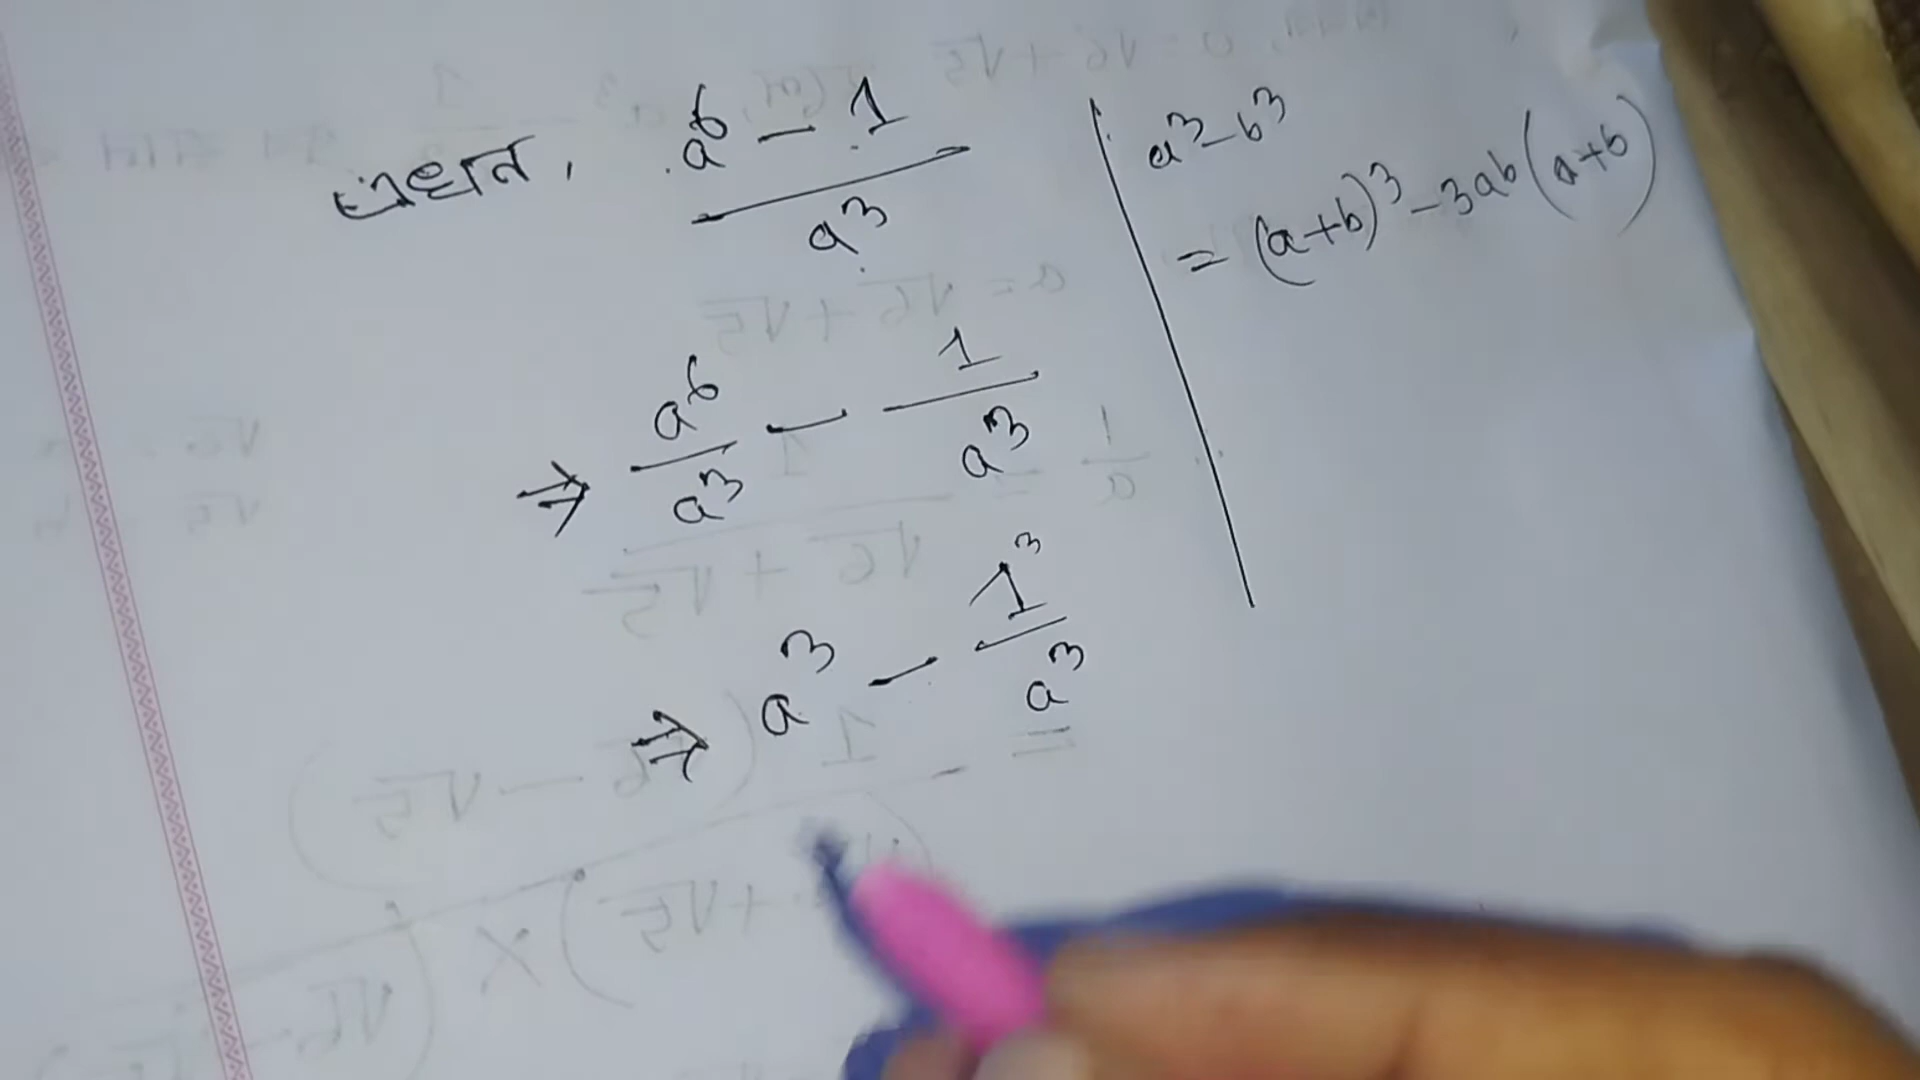 এখন, a⁶ - 1 / a³
⇒ a⁶ / a³ - 1 / a³
⇒ a³ - 1³ / a³
a³ - b³
= (a+b)³ - 3ab(a+b)